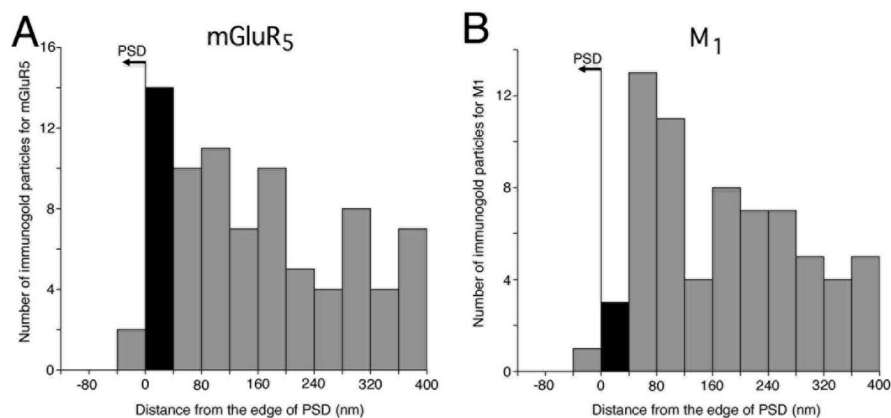 A
mGluR5
PSD
Number of immunogold particles for mGluR5
16
12
8
4
0
-80 0 80 160 240 320 400
Distance from the edge of PSD (nm)
B
M1
PSD
Number of immunogold particles for M1
12
8
4
0
-80 0 80 160 240 320 400
Distance from the edge of PSD (nm)